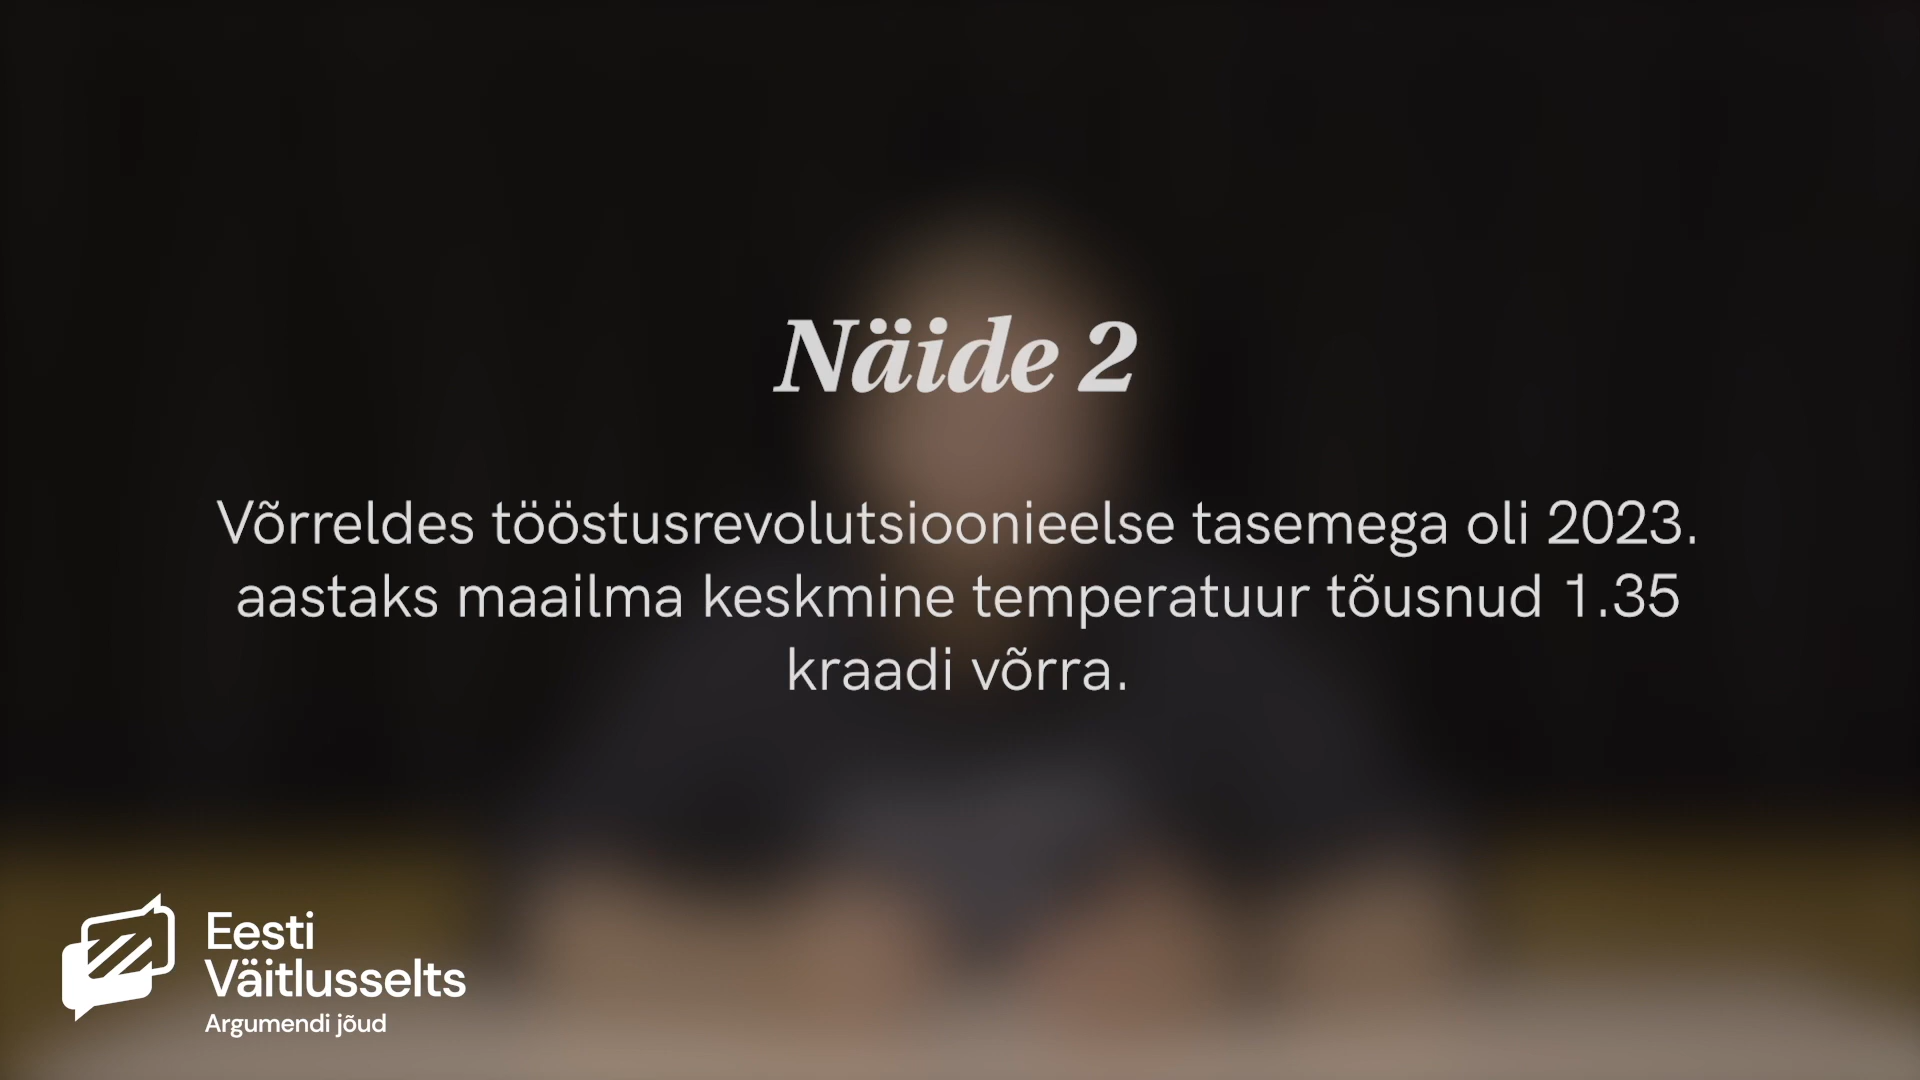 Näide 2
Võrreldes tööstusrevolutsioonieelse tasemega oli 2023.
aastaks maailma keskmine temperatuur tõusnud 1.35
kraadi võrra.
Eesti
Väitlusselts
Argumendi jõud